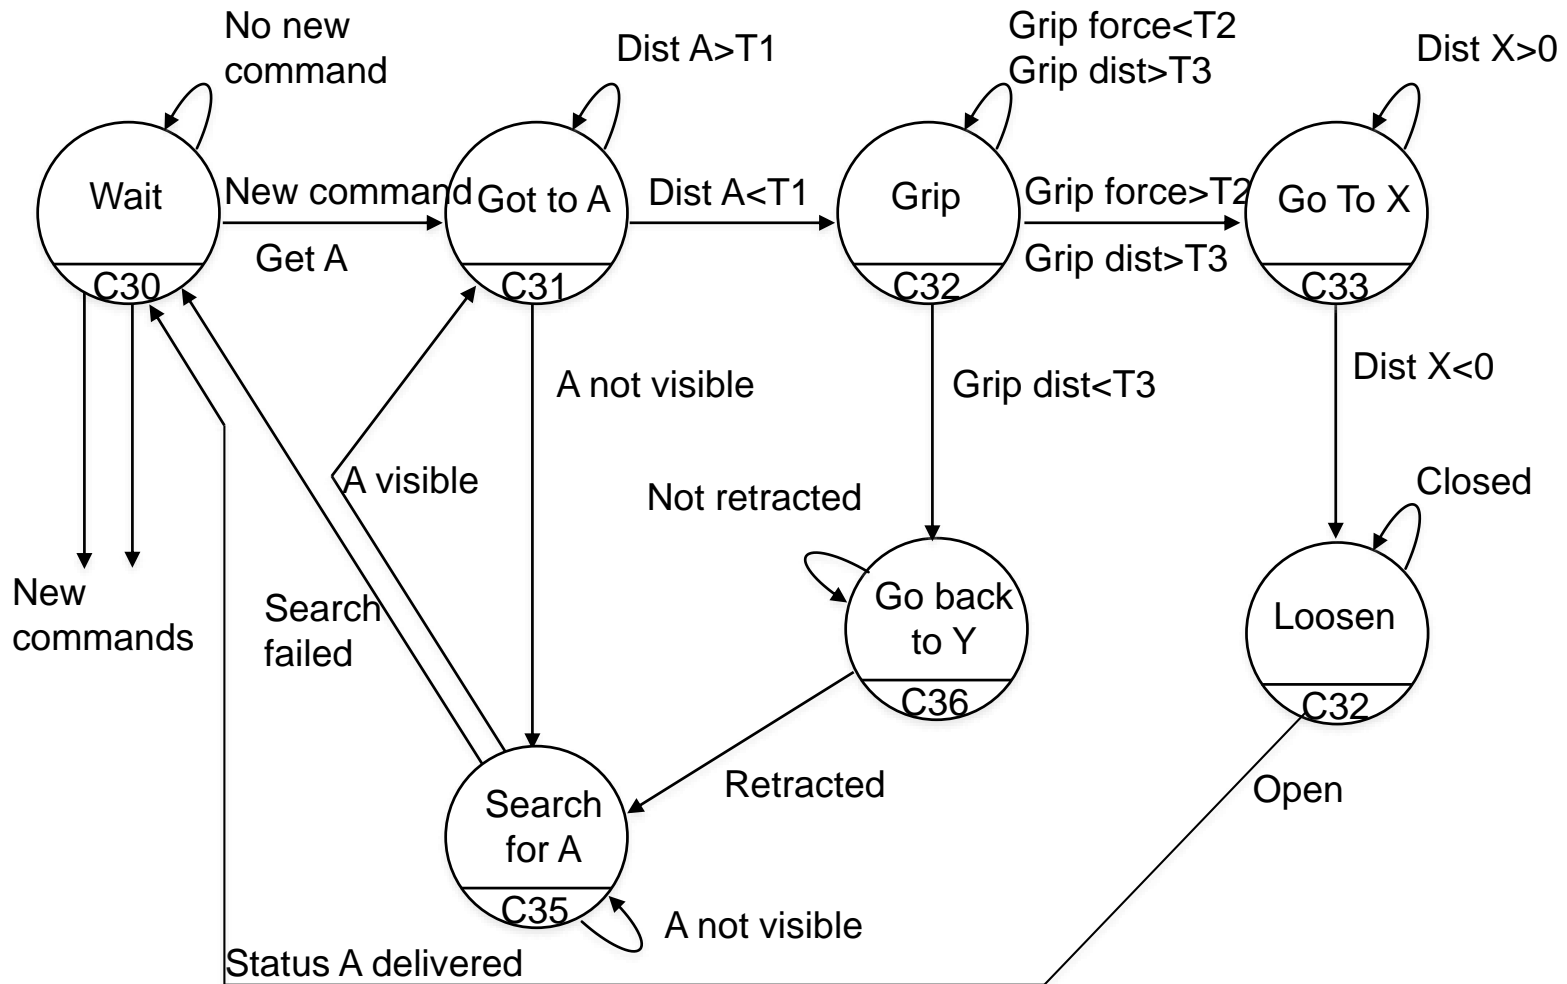 No new
command
Dist A>T1
Grip force<T2
Grip dist>T3
Dist X>0
Wait
New command
Get A
C30
Got to A
C31
Dist A<T1
Grip
C32
Grip force>T2
Grip dist>T3
Go To X
C33
A not visible
Grip dist<T3
Dist X<0
A visible
Not retracted
Closed
New
commands
Search
failed
Go back
to Y
C36
Loosen
C32
Retracted
Open
Search
for A
C35
A not visible
Status A delivered